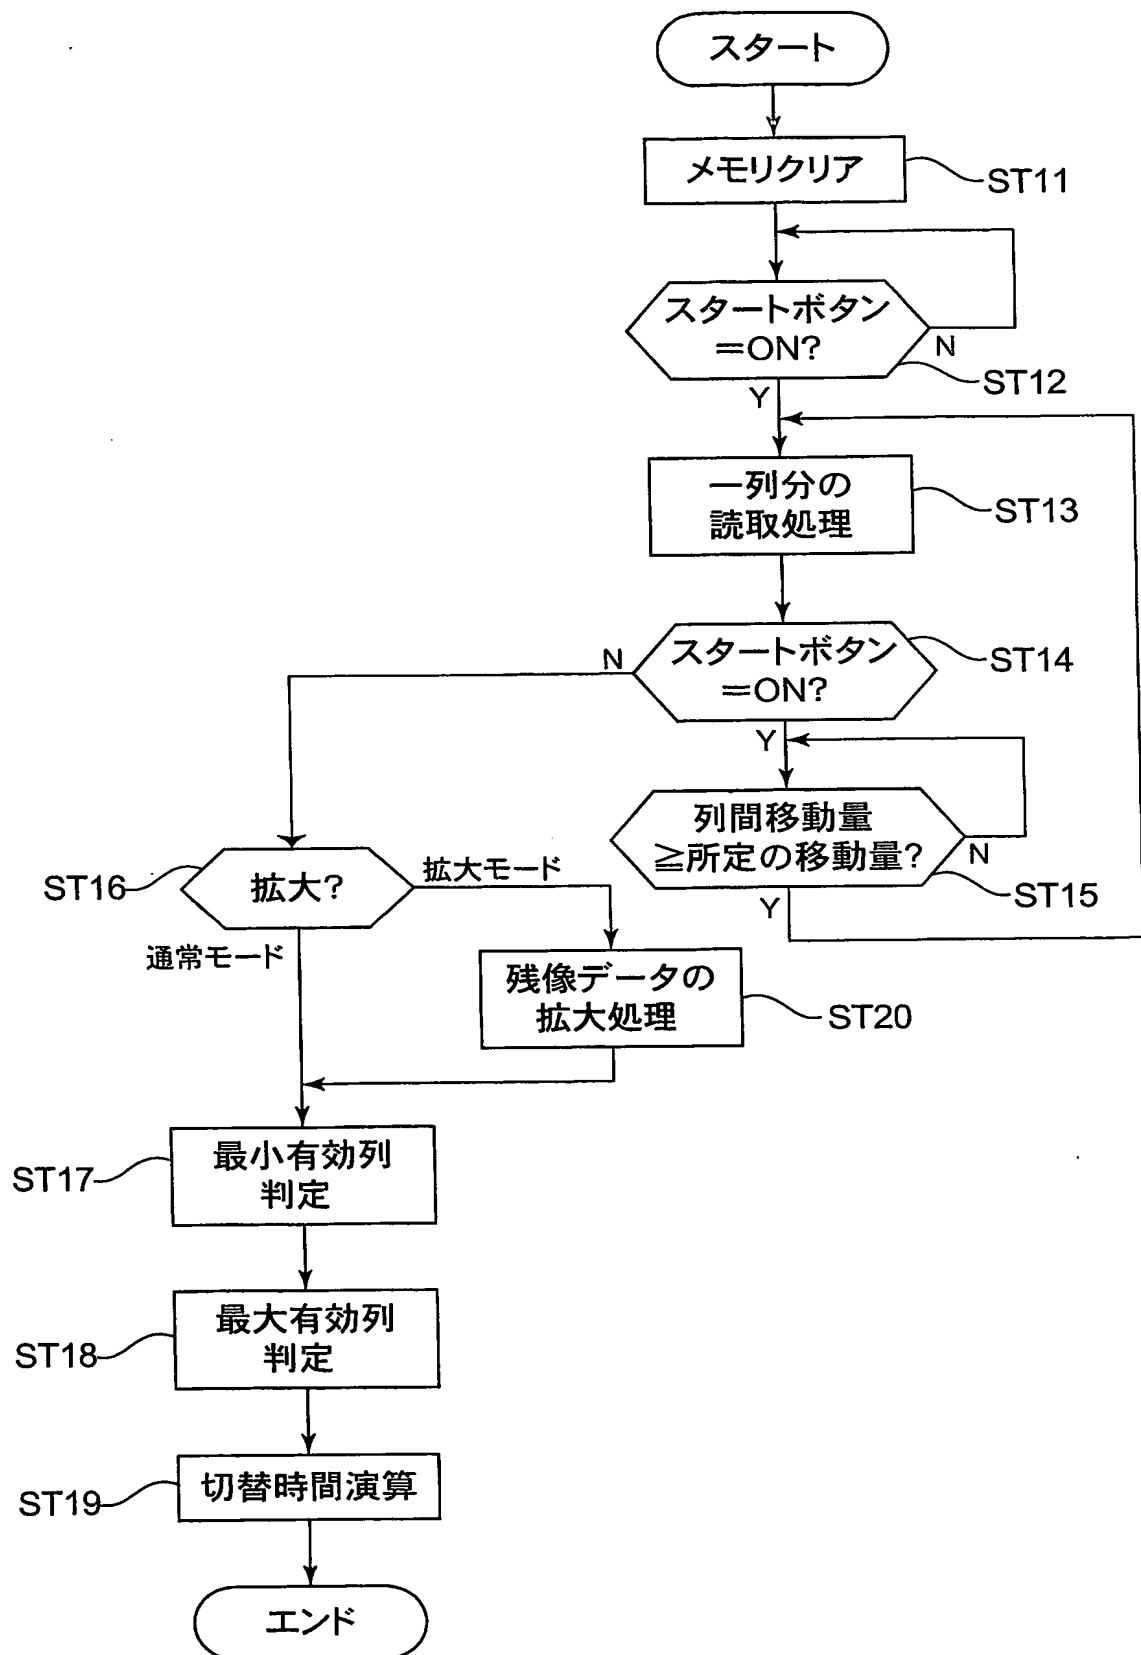 スタート
メモリクリア
ST11
スタートボタン
=ON?
N
ST12
Y
一列分の
読取処理
ST13
スタートボタン
=ON?
N
ST14
Y
列間移動量
≧所定の移動量?
N
ST15
Y
拡大?
ST16
拡大モード
通常モード
残像データの
拡大処理
ST20
最小有効列
判定
ST17
最大有効列
判定
ST18
切替時間演算
ST19
エンド